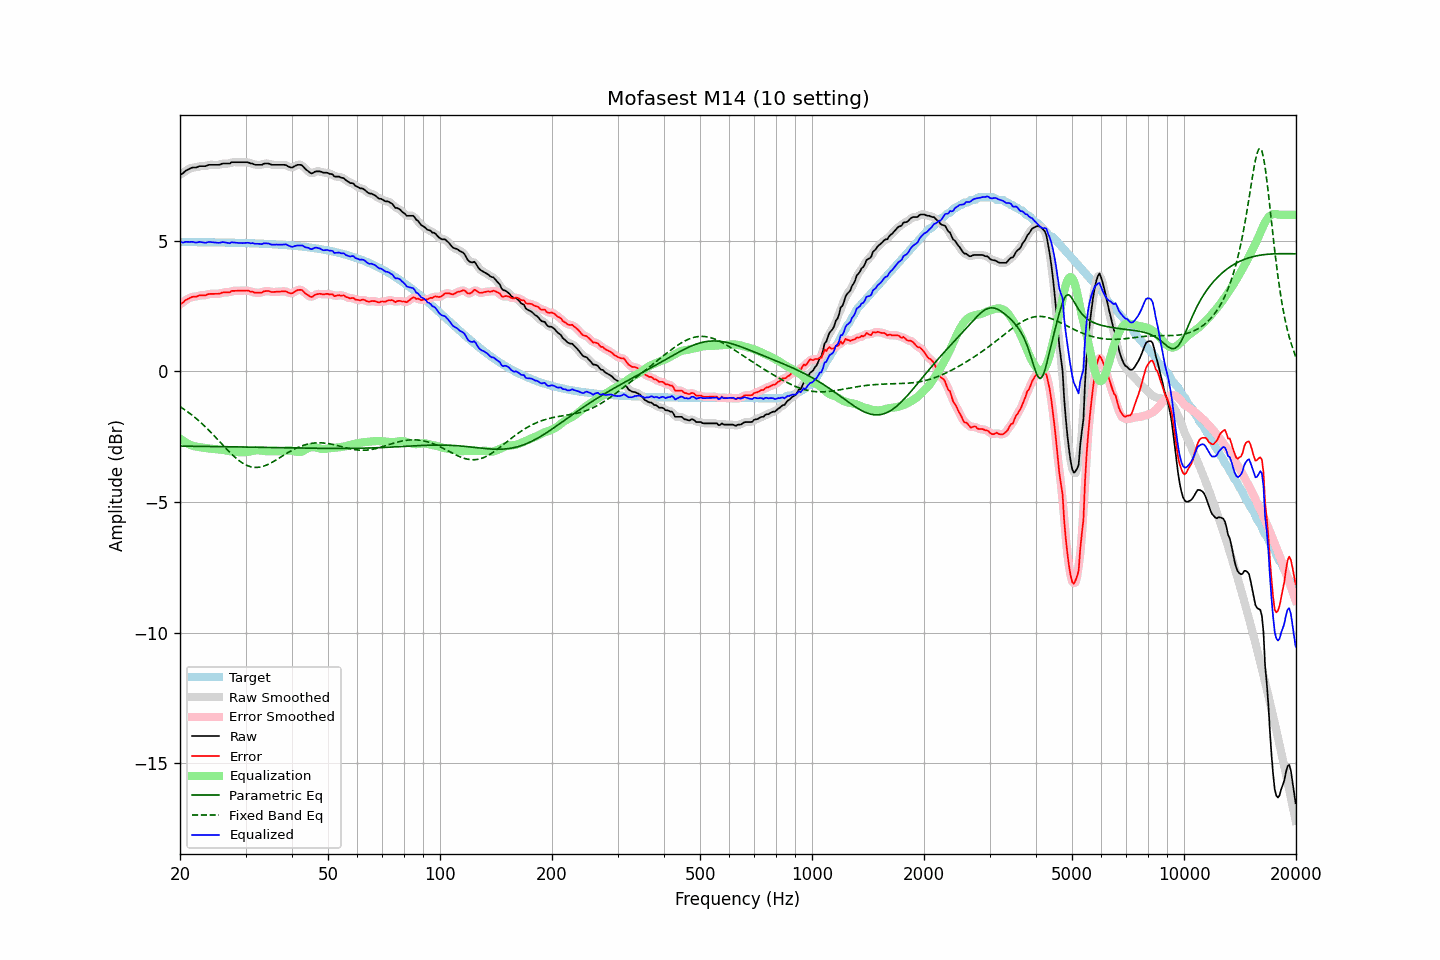 Mofasest M14 (10 setting)
Amplitude (dBr)
5
0
−5
−10
−15
Target
Raw Smoothed
Error Smoothed
Raw
Error
Equalization
Parametric Eq
Fixed Band Eq
Equalized
20 50 100 200 500 1000 2000 5000 10000 20000
Frequency (Hz)